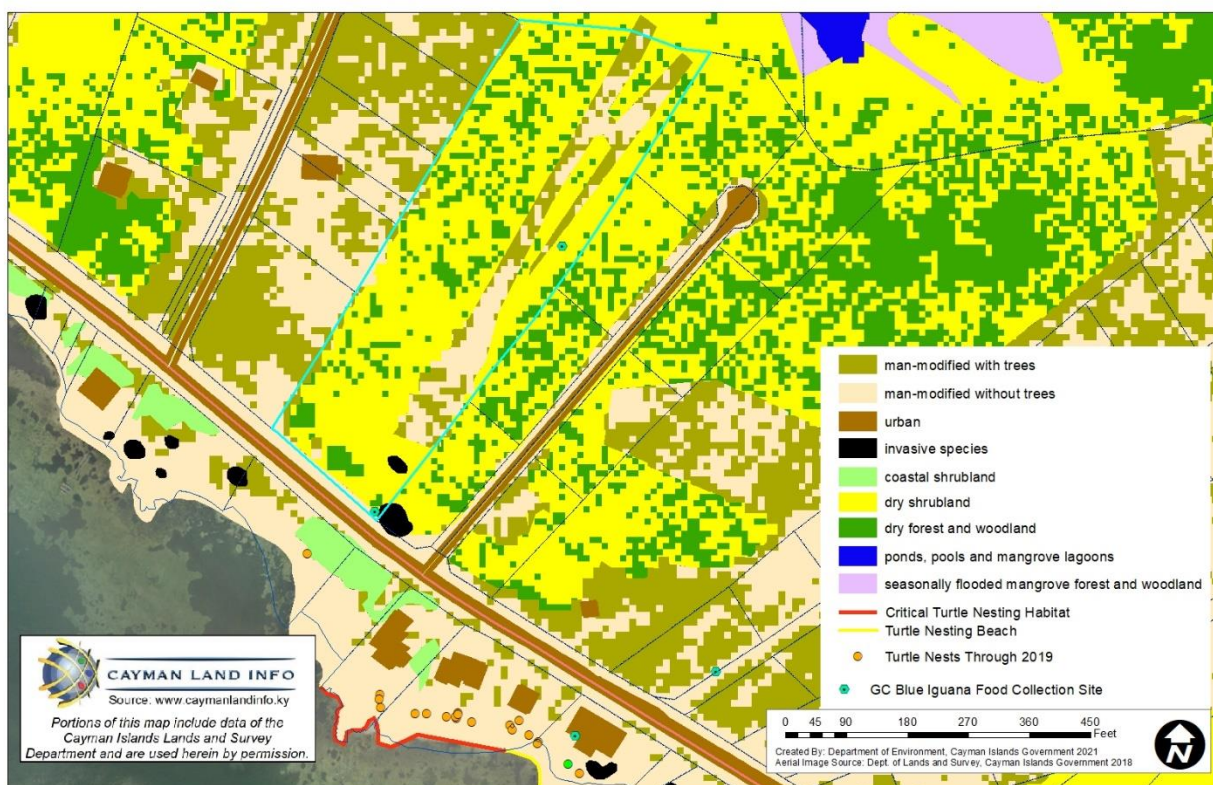 man-modified with trees
man-modified without trees
urban
invasive species
coastal shrubland
dry shrubland
dry forest and woodland
ponds, pools and mangrove lagoons
seasonally flooded mangrove forest and woodland
Critical Turtle Nesting Habitat
Turtle Nesting Beach
Turtle Nests Through 2019
GC Blue Iguana Food Collection Site
CAYMAN LAND INFO
Source: www.caymanlandinfo.ky
Portions of this map include data of the
Cayman Islands Lands and Survey
Department and are used herein by permission.
0 45 90 180 270 360 450
Feet
Created By: Department of Environment, Cayman Islands Government 2021
Aerial Image Source: Dept. of Lands and Survey, Cayman Islands Government 2018
N